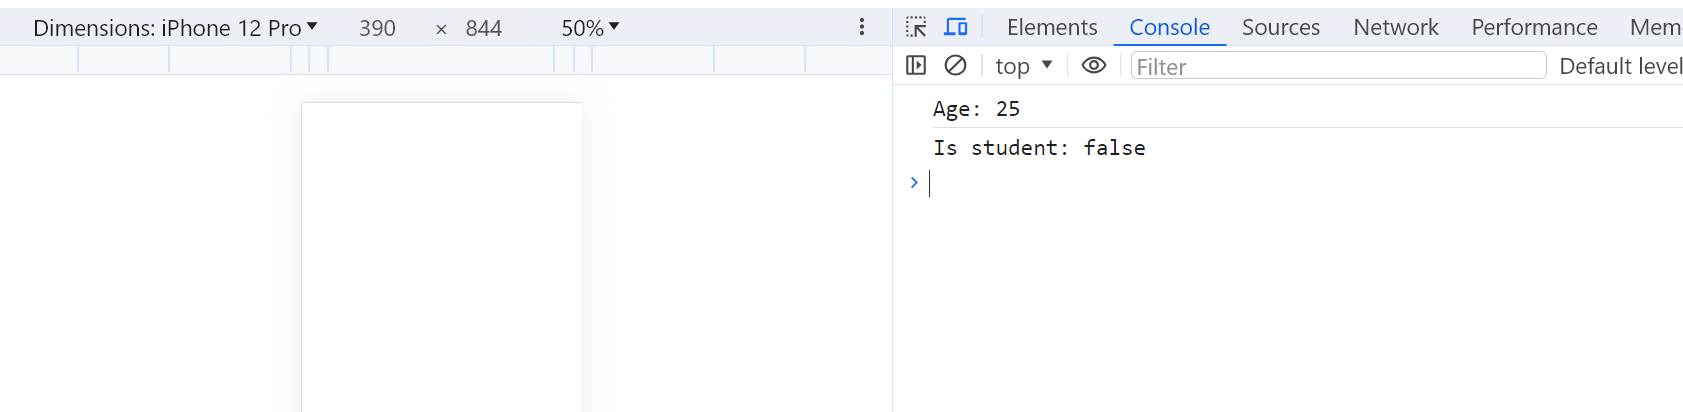 Dimensions: iPhone 12 Pro 390 × 844 50%
Elements Console Sources Network Performance Mem
top Filter Default level
Age: 25
Is student: false